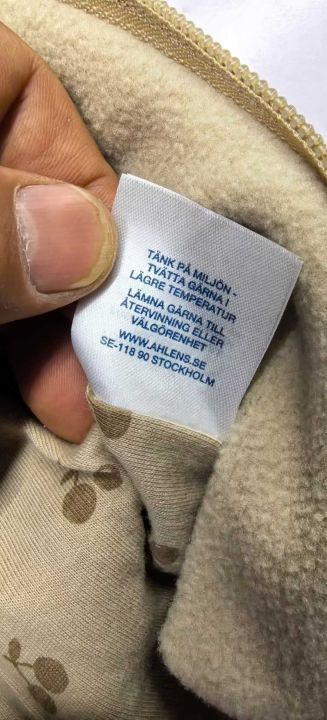 TÄNK PÅ MILJÖN
TVÄTTA GÄRNA I
LÄGRE TEMPERATUR
LÄMNA GÄRNA TILL
ÅTERVINNING ELLER
VÄLGÖRENHET
WWW.AHLENS.SE
SE-118 90 STOCKHOLM